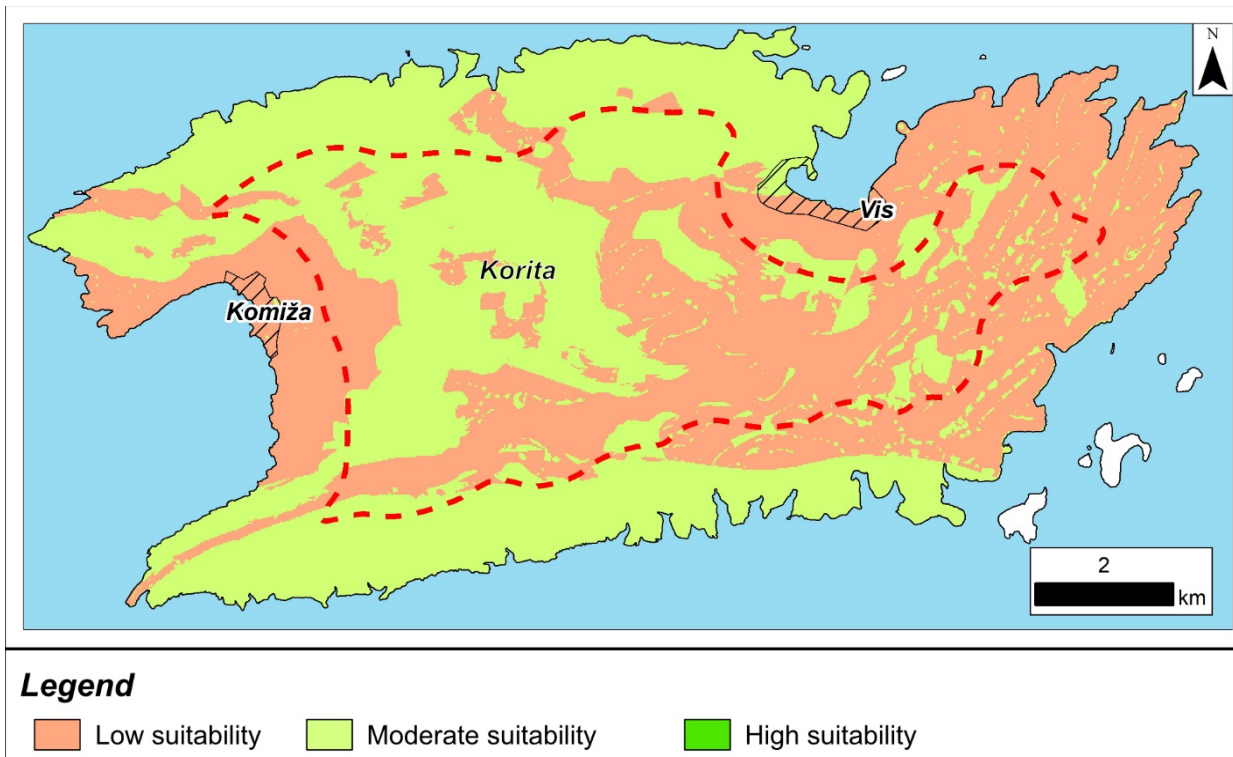 N
Vis
Korita
Komiža
2
km
Legend
Low suitability
Moderate suitability
High suitability